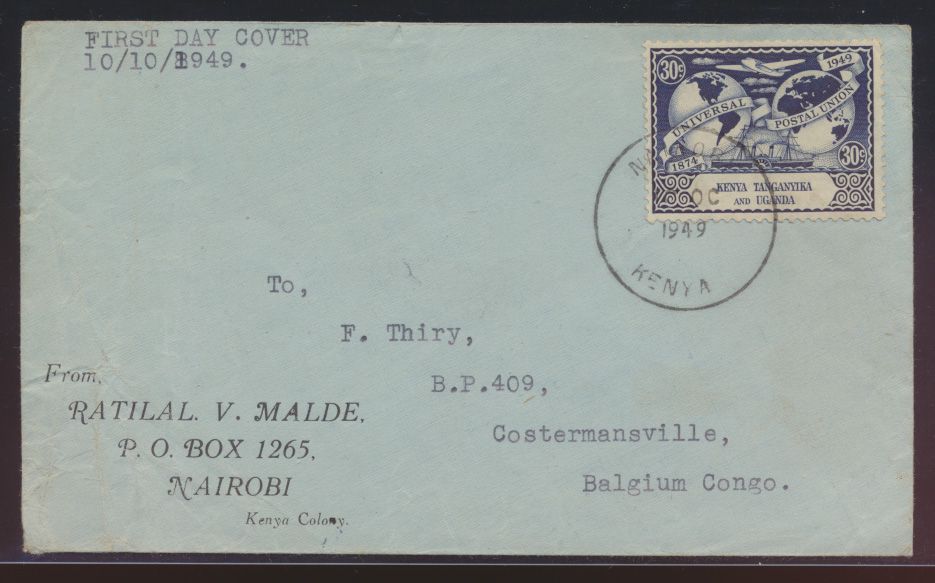 FIRST DAY COVER
10/10/1949.
30c
1949
UNIVERSAL
POSTAL UNION
1874
30c
KENYA TANGANYIKA
AND UGANDA
OC
1949
KENYA
To,
F. Thiry,
B.P.409,
Costermansville,
Balgium Congo.
From,
RATILAL. V. MALDE,
P. O. BOX 1265,
NAIROBI
Kenya Colony.